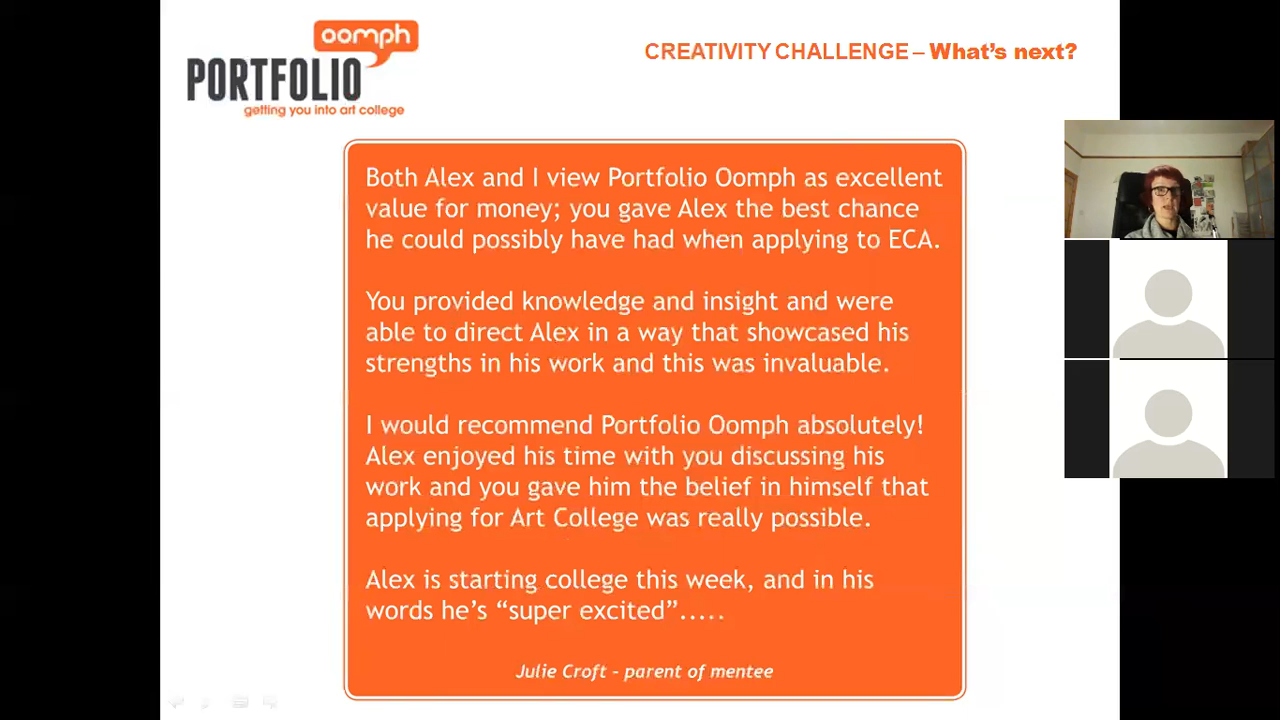 oomph
PORTFOLIO
getting you into art college
CREATIVITY CHALLENGE – What's next?
Both Alex and I view Portfolio Oomph as excellent
value for money; you gave Alex the best chance
he could possibly have had when applying to ECA.
You provided knowledge and insight and were
able to direct Alex in a way that showcased his
strengths in his work and this was invaluable.
I would recommend Portfolio Oomph absolutely!
Alex enjoyed his time with you discussing his
work and you gave him the belief in himself that
applying for Art College was really possible.
Alex is starting college this week, and in his
words he's “super excited”.....
Julie Croft – parent of mentee